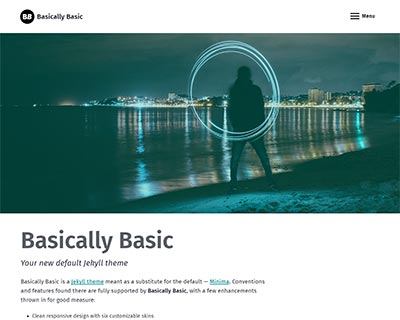 BB Basically Basic
Menu
Basically Basic
Your new default Jekyll theme
Basically Basic is a Jekyll theme meant as a substitute for the default — Minima. Conventions
and features found there are fully supported by Basically Basic, with a few enhancements
thrown in for good measure:
• Clean responsive design with six customizable skins